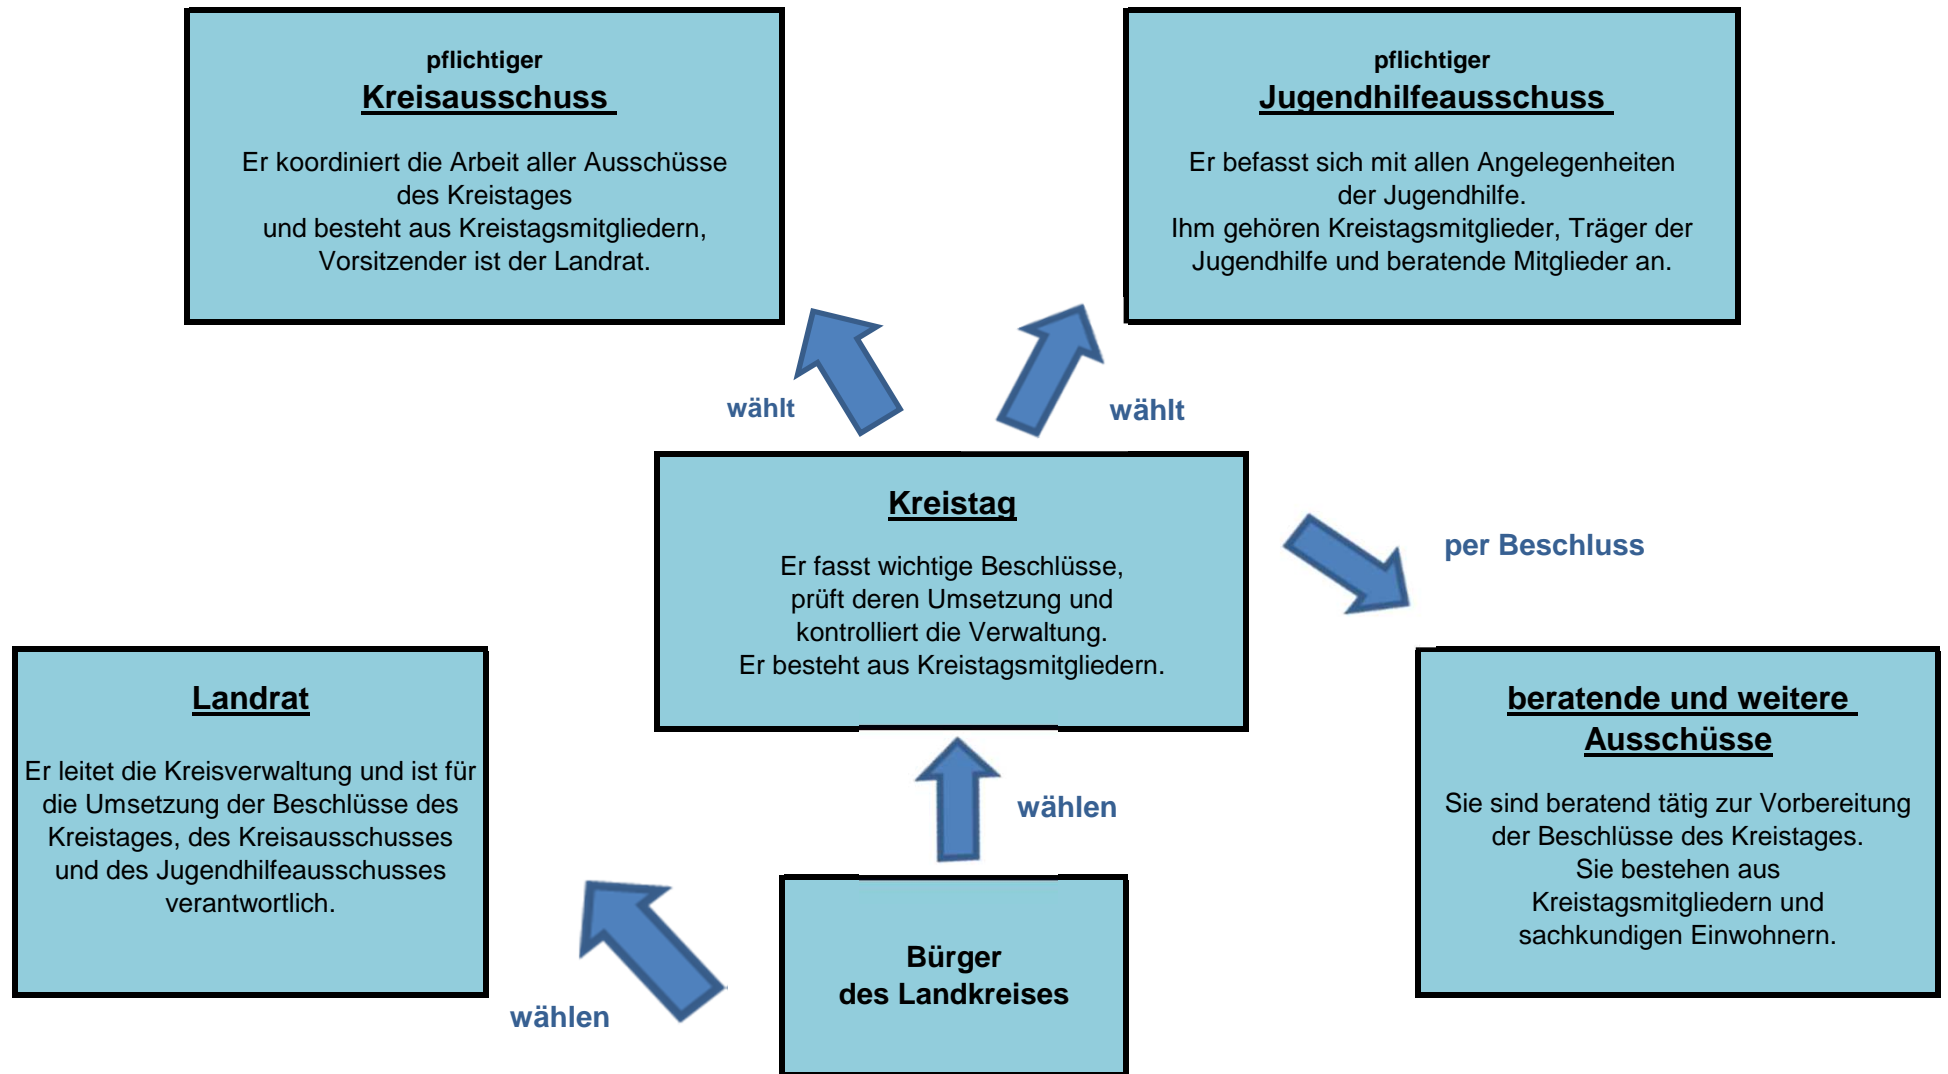 pflichtiger
Kreisausschuss
Er koordiniert die Arbeit aller Ausschüsse
des Kreistages
und besteht aus Kreistagsmitgliedern,
Vorsitzender ist der Landrat.
pflichtiger
Jugendhilfeausschuss
Er befasst sich mit allen Angelegenheiten
der Jugendhilfe.
Ihm gehören Kreistagsmitglieder, Träger der
Jugendhilfe und beratende Mitglieder an.
wählt
wählt
Kreistag
Er fasst wichtige Beschlüsse,
prüft deren Umsetzung und
kontrolliert die Verwaltung.
Er besteht aus Kreistagsmitgliedern.
per Beschluss
Landrat
Er leitet die Kreisverwaltung und ist für
die Umsetzung der Beschlüsse des
Kreistages, des Kreisausschusses
und des Jugendhilfeausschusses
verantwortlich.
beratende und weitere
Ausschüsse
Sie sind beratend tätig zur Vorbereitung
der Beschlüsse des Kreistages.
Sie bestehen aus
Kreistagsmitgliedern und
sachkundigen Einwohnern.
wählen
Bürger
des Landkreises
wählen